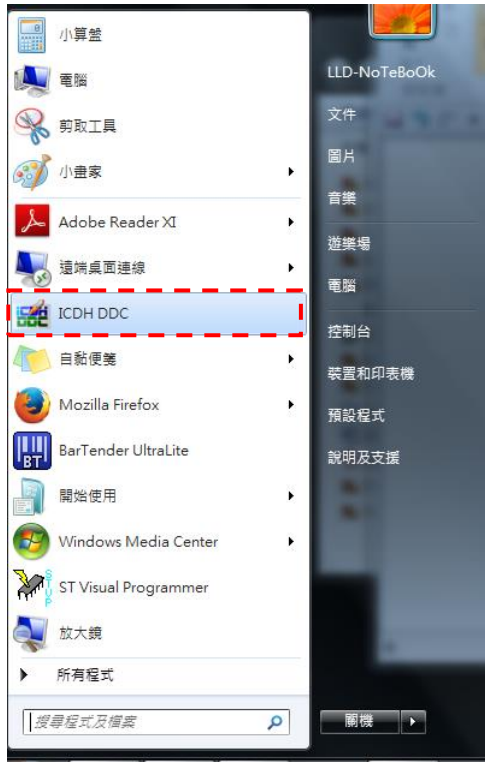 小算盤
電腦
剪取工具
小畫家
Adobe Reader XI
遠端桌面連線
ICDH DDC
自黏便箋
Mozilla Firefox
BT
BarTender UltraLite
開始使用
Windows Media Center
STVP
ST Visual Programmer
放大鏡
所有程式
搜尋程式及檔案
LLD-NoTeBoOk
文件
圖片
音樂
遊樂場
電腦
控制台
裝置和印表機
預設程式
說明及支援
關機